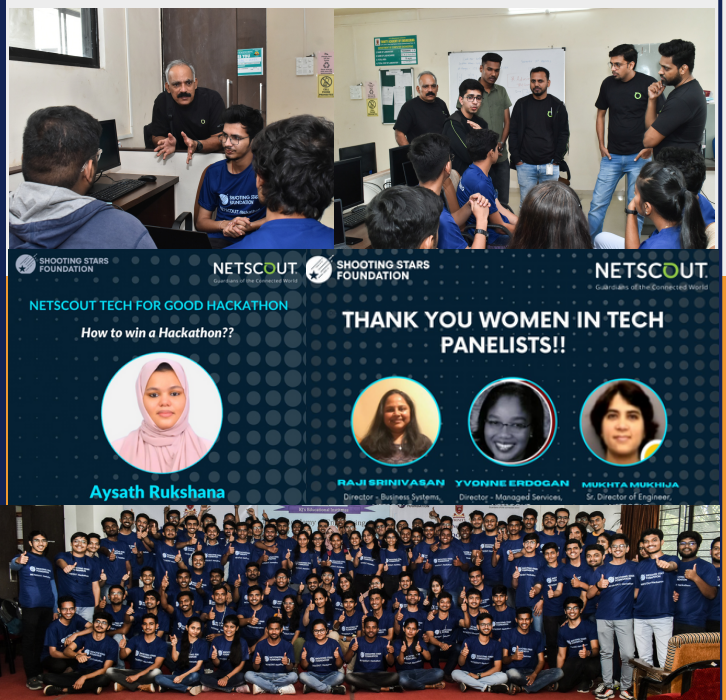 SHOOTING STARS
FOUNDATION
NETSCOUT.
Guardians of the Connected World
NETSCOUT TECH FOR GOOD HACKATHON
How to win a Hackathon??
Aysath Rukshana
SHOOTING STARS
FOUNDATION
NETSCOUT.
Guardians of the Connected World
THANK YOU WOMEN IN TECH
PANELISTS!!
RAJI SRINIVASAN
Director - Business Systems,
YVONNE ERDOGAN
Director - Managed Services,
MUKHTA MUKHIJA
Sr. Director of Engineer,